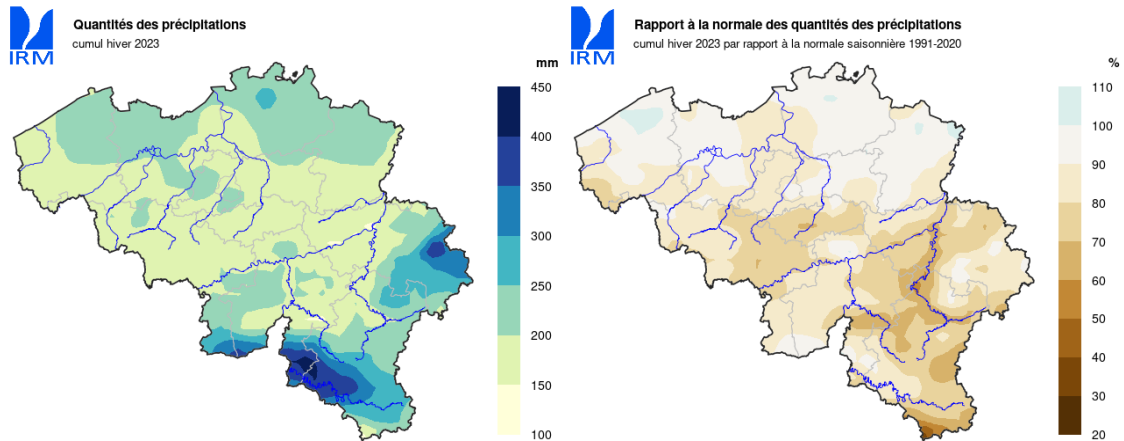 IRM
Quantités des précipitations
cumul hiver 2023
mm
450
400
350
300
250
200
150
100
IRM
Rapport à la normale des quantités des précipitations
cumul hiver 2023 par rapport à la normale saisonnière 1991-2020
%
110
100
90
80
70
60
50
40
30
20